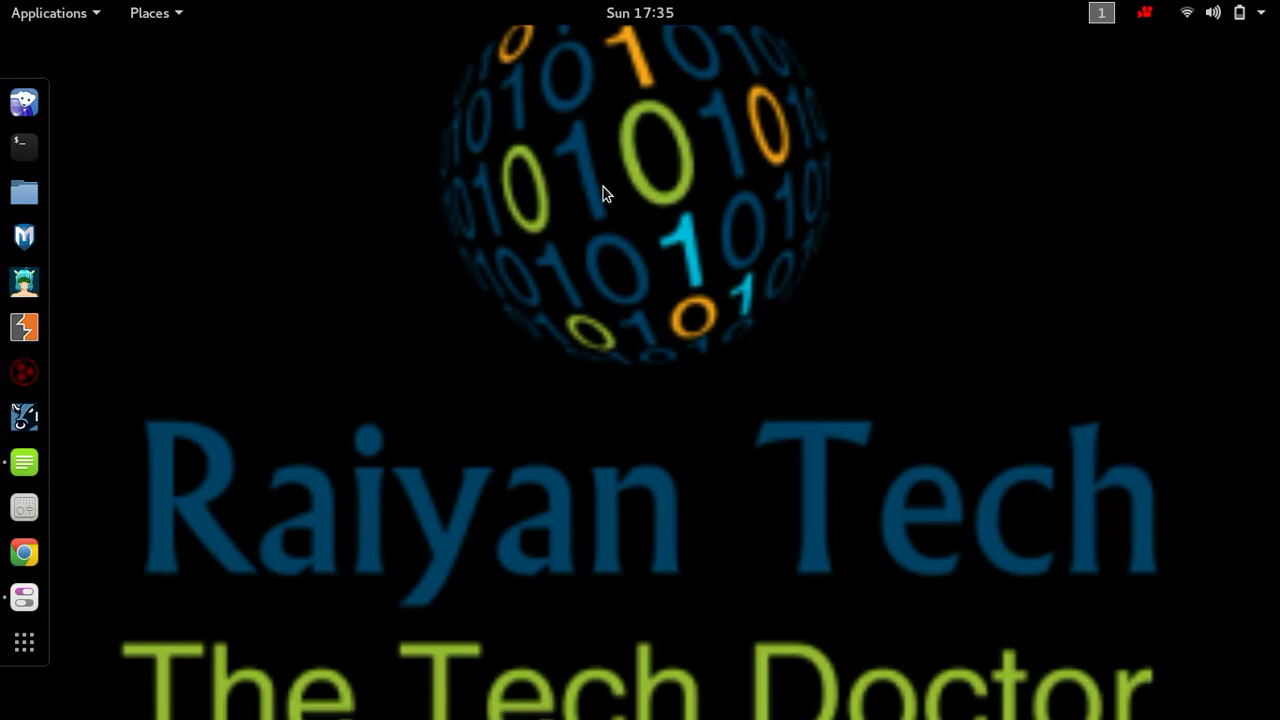 Applications Places Sun 17:35 1
$_
Raiyan Tech
The Tech Doctor